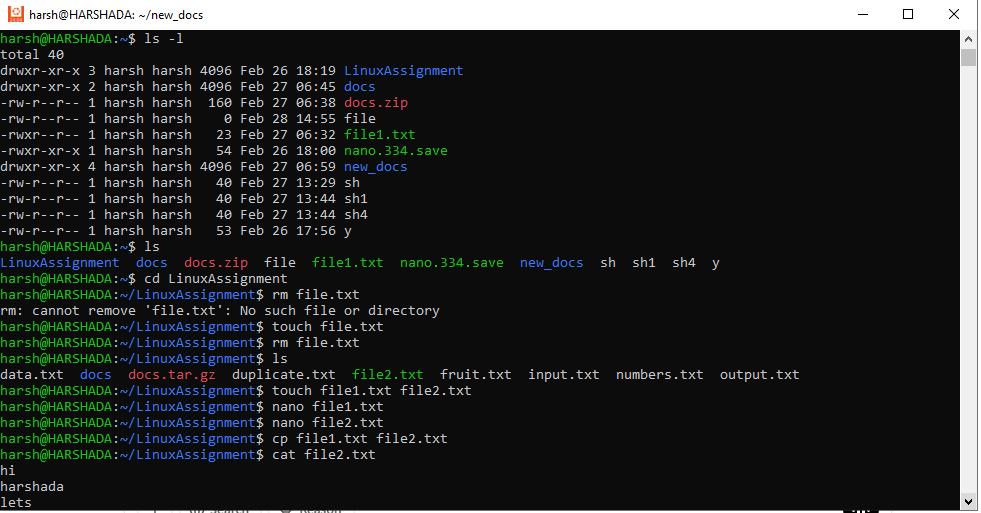 harsh@HARSHADA: ~/new_docs
harsh@HARSHADA:~$ ls -l
total 40
drwxr-xr-x 3 harsh harsh 4096 Feb 26 18:19 LinuxAssignment
drwxr-xr-x 2 harsh harsh 4096 Feb 27 06:45 docs
-rw-r--r-- 1 harsh harsh  160 Feb 27 06:38 docs.zip
-rw-r--r-- 1 harsh harsh    0 Feb 28 14:55 file
-rwxr--r-- 1 harsh harsh   23 Feb 27 06:32 file1.txt
-rwxr-xr-x 1 harsh harsh   54 Feb 26 18:00 nano.334.save
drwxr-xr-x 4 harsh harsh 4096 Feb 27 06:59 new_docs
-rw-r--r-- 1 harsh harsh   40 Feb 27 13:29 sh
-rw-r--r-- 1 harsh harsh   40 Feb 27 13:44 sh1
-rw-r--r-- 1 harsh harsh   40 Feb 27 13:44 sh4
-rw-r--r-- 1 harsh harsh   53 Feb 26 17:56 y
harsh@HARSHADA:~$ ls
LinuxAssignment  docs  docs.zip  file  file1.txt  nano.334.save  new_docs  sh  sh1  sh4  y
harsh@HARSHADA:~$ cd LinuxAssignment
harsh@HARSHADA:~/LinuxAssignment$ rm file.txt
rm: cannot remove 'file.txt': No such file or directory
harsh@HARSHADA:~/LinuxAssignment$ touch file.txt
harsh@HARSHADA:~/LinuxAssignment$ rm file.txt
harsh@HARSHADA:~/LinuxAssignment$ ls
data.txt  docs  docs.tar.gz  duplicate.txt  file2.txt  fruit.txt  input.txt  numbers.txt  output.txt
harsh@HARSHADA:~/LinuxAssignment$ touch file1.txt file2.txt
harsh@HARSHADA:~/LinuxAssignment$ nano file1.txt
harsh@HARSHADA:~/LinuxAssignment$ nano file2.txt
harsh@HARSHADA:~/LinuxAssignment$ cp file1.txt file2.txt
harsh@HARSHADA:~/LinuxAssignment$ cat file2.txt
hi
harshada
lets